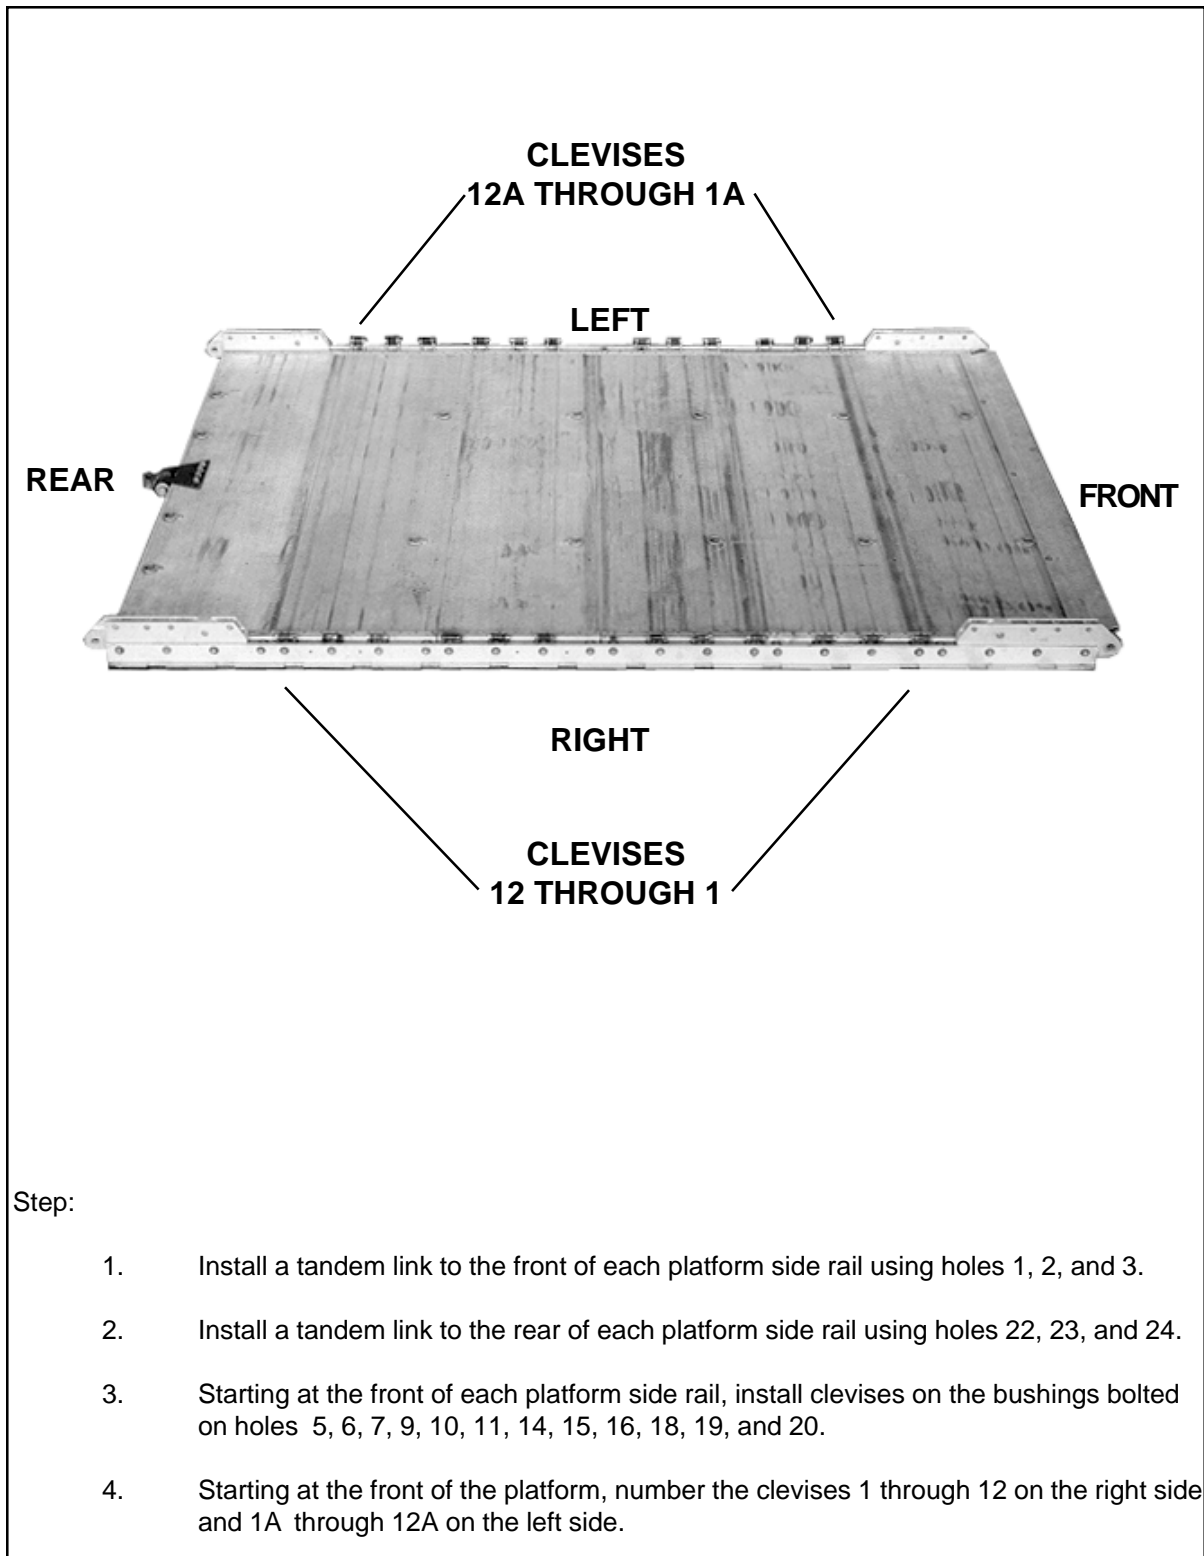 CLEVISES
12A THROUGH 1A
LEFT
REAR
FRONT
RIGHT
CLEVISES
12 THROUGH 1
Step:
1. Install a tandem link to the front of each platform side rail using holes 1, 2, and 3.
2. Install a tandem link to the rear of each platform side rail using holes 22, 23, and 24.
3. Starting at the front of each platform side rail, install clevises on the bushings bolted
on holes 5, 6, 7, 9, 10, 11, 14, 15, 16, 18, 19, and 20.
4. Starting at the front of the platform, number the clevises 1 through 12 on the right side
and 1A through 12A on the left side.